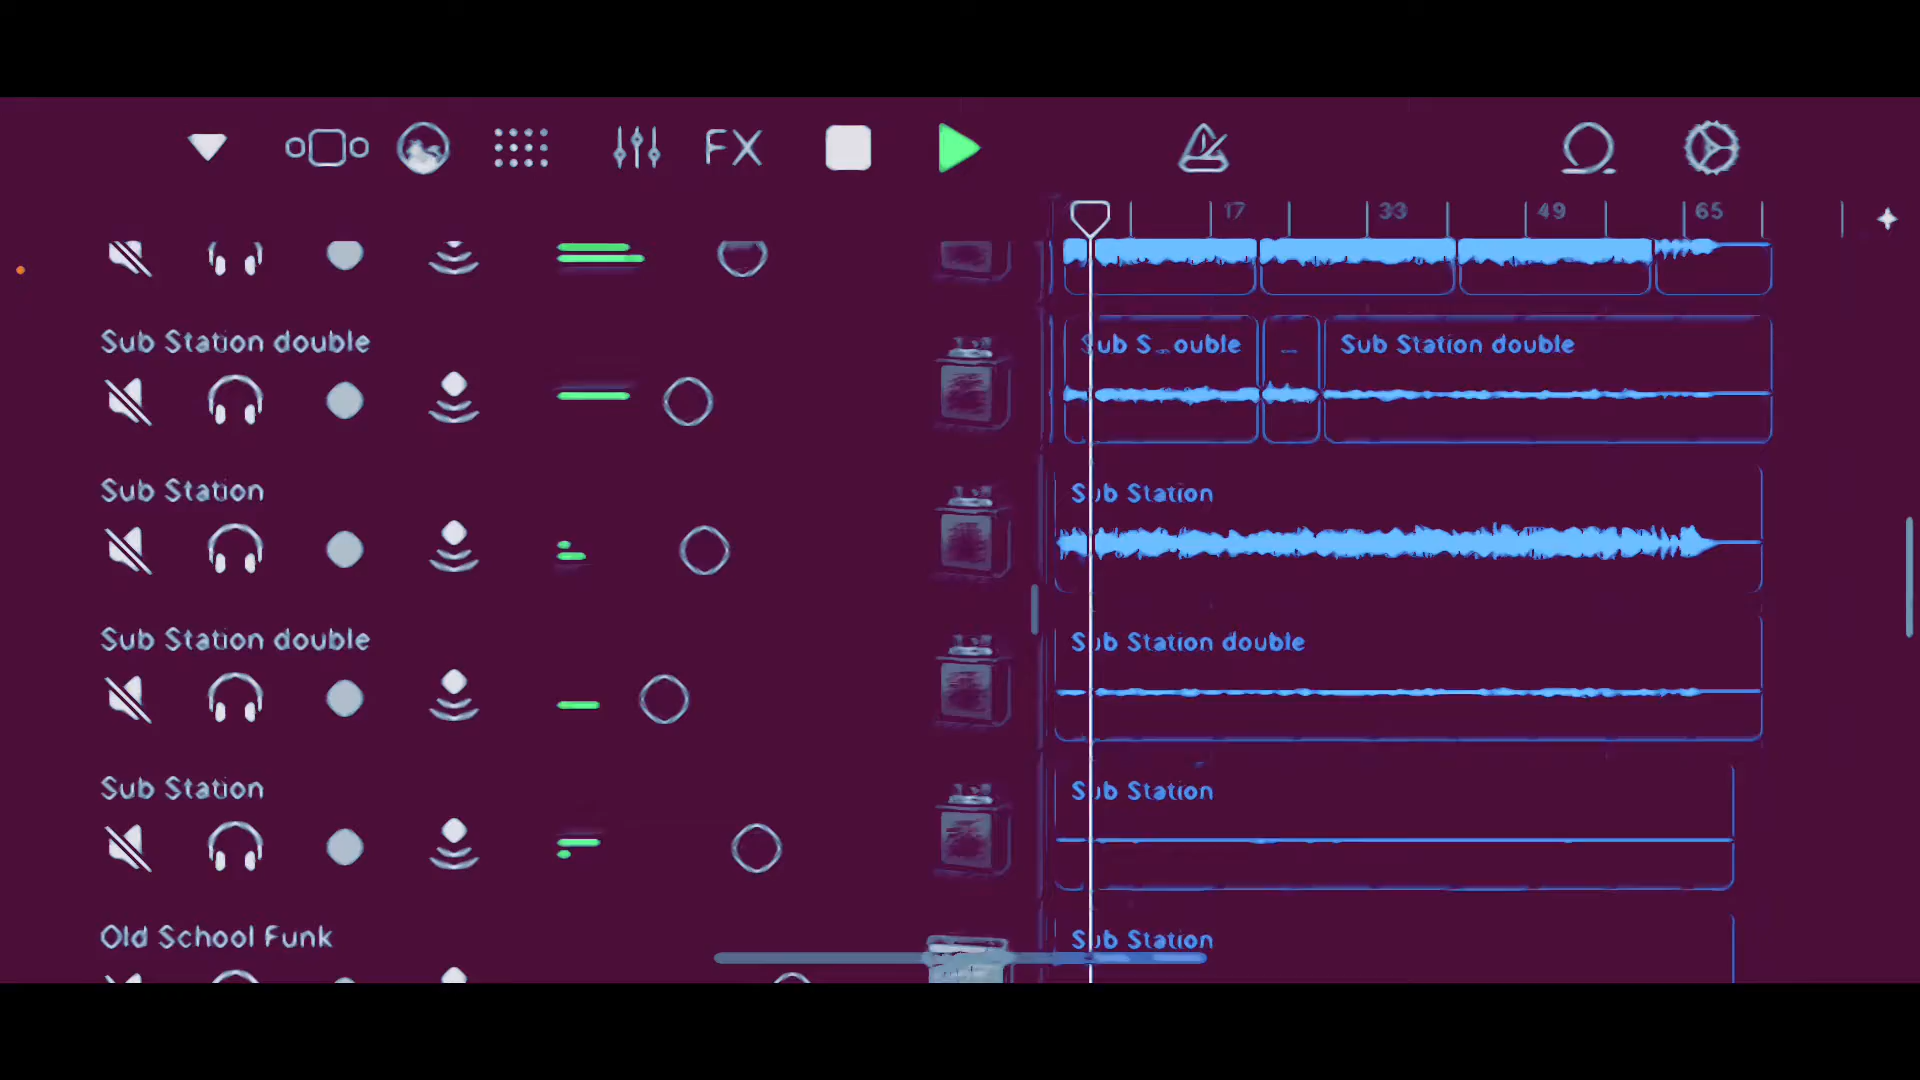 FX
17 33 49 65
Sub Station double
Sub S...ouble
...
Sub Station double
Sub Station
Sub Station
Sub Station double
Sub Station double
Sub Station
Sub Station
Old School Funk
Sub Station